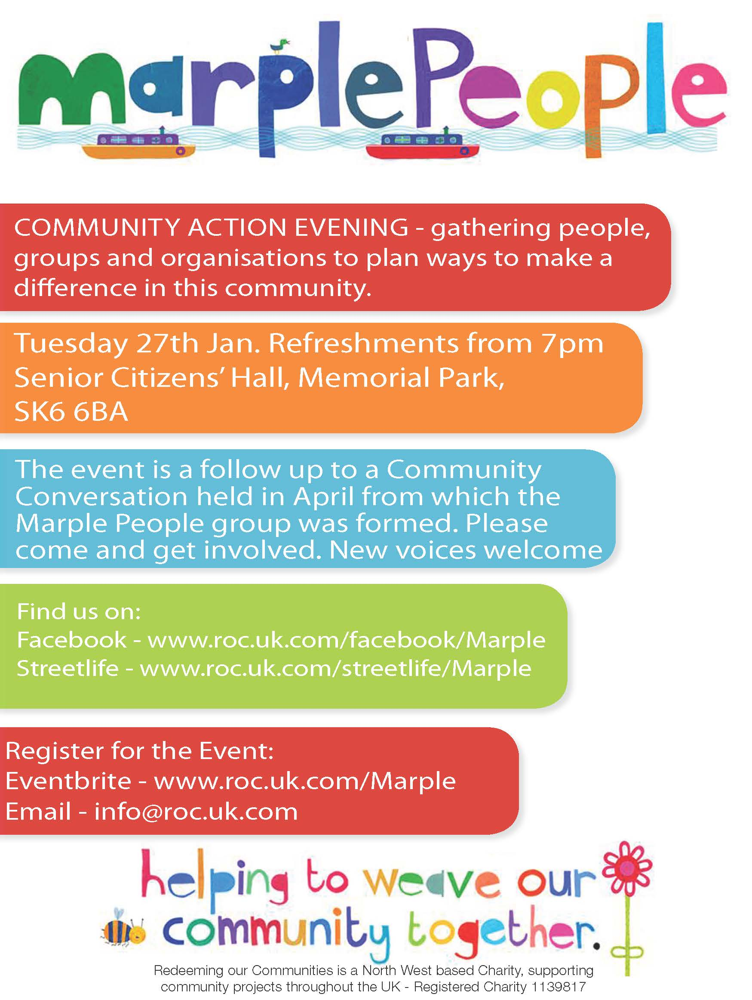 marplePeople
COMMUNITY ACTION EVENING - gathering people,
groups and organisations to plan ways to make a
difference in this community.
Tuesday 27th Jan. Refreshments from 7pm
Senior Citizens' Hall, Memorial Park,
SK6 6BA
The event is a follow up to a Community
Conversation held in April from which the
Marple People group was formed. Please
come and get involved. New voices welcome
Find us on:
Facebook - www.roc.uk.com/facebook/Marple
Streetlife - www.roc.uk.com/streetlife/Marple
Register for the Event:
Eventbrite - www.roc.uk.com/Marple
Email - info@roc.uk.com
helping to weave our
community together.
Redeeming our Communities is a North West based Charity, supporting
community projects throughout the UK - Registered Charity 1139817